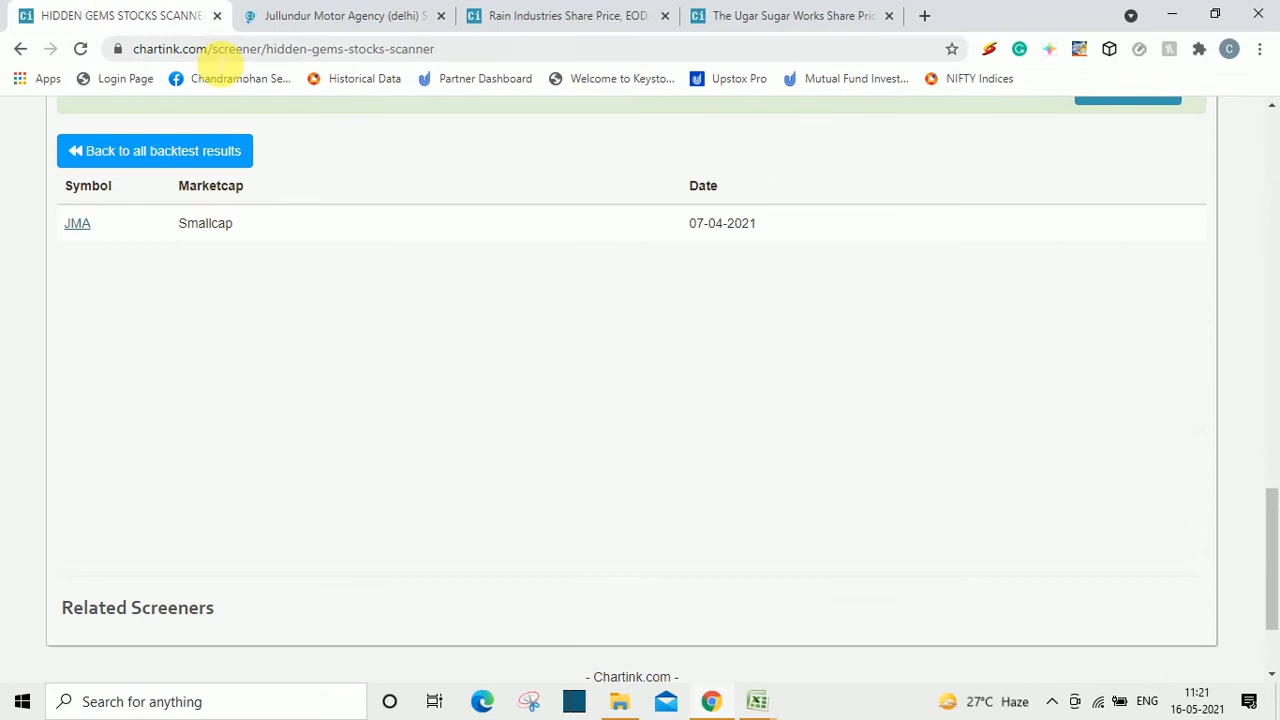 HIDDEN GEMS STOCKS SCANNE
Jullundur Motor Agency (delhi) S
Rain Industries Share Price, EOD
The Ugar Sugar Works Share Pric
chartink.com/screener/hidden-gems-stocks-scanner
Apps
Login Page
Chandramohan Se...
Historical Data
Partner Dashboard
Welcome to Keysto...
Upstox Pro
Mutual Fund Invest...
NIFTY Indices
Back to all backtest results
Symbol Marketcap Date
JMA Smallcap 07-04-2021
Related Screeners
- Chartink.com -
Search for anything
27°C Haze
ENG
11:21
16-05-2021